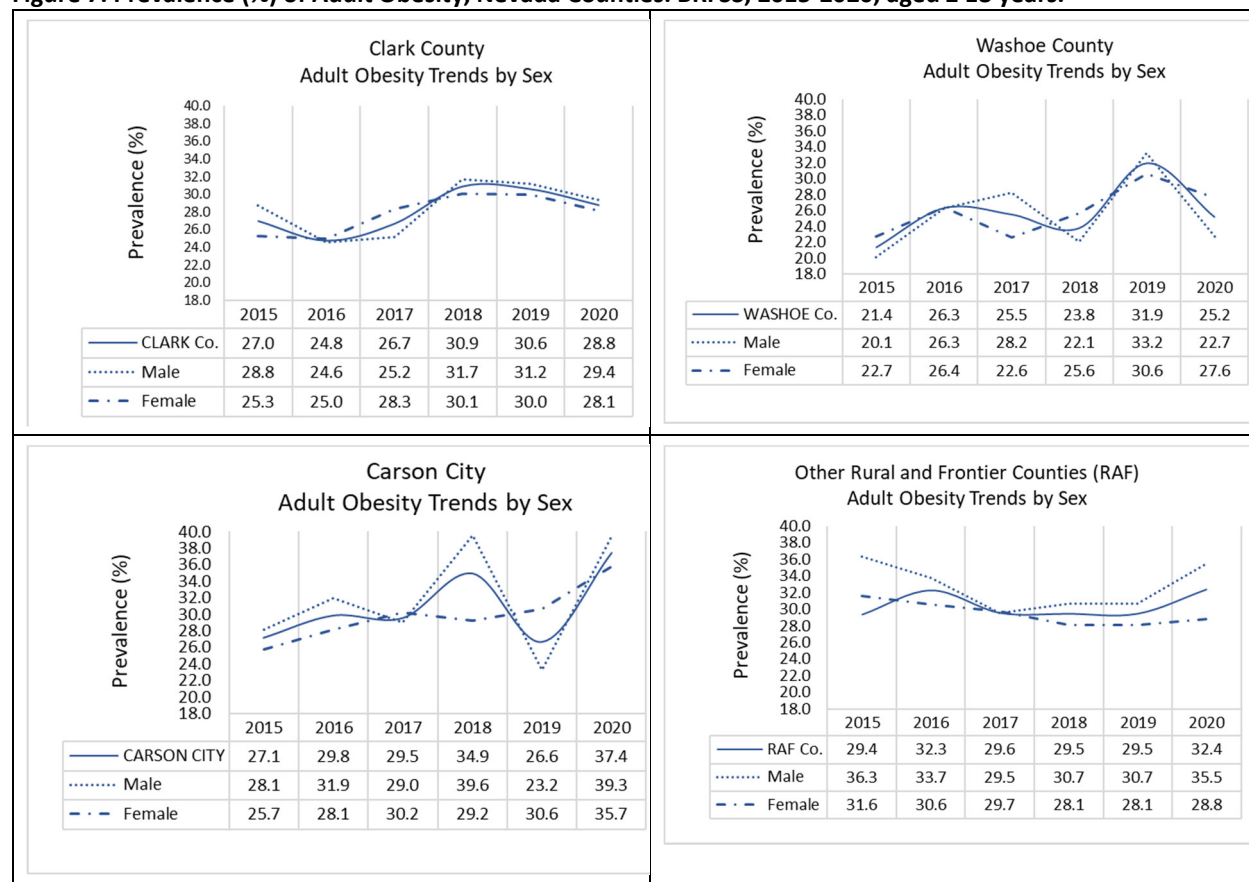 Figure 7. Prevalence (%) of Adult Obesity, Nevada Counties: BRFSS, 2015-2020, aged ≥ 18 years.
Clark County
Adult Obesity Trends by Sex
Prevalence (%)
40.0
38.0
36.0
34.0
32.0
30.0
28.0
26.0
24.0
22.0
20.0
18.0
2015 2016 2017 2018 2019 2020
CLARK Co. 27.0 24.8 26.7 30.9 30.6 28.8
Male 28.8 24.6 25.2 31.7 31.2 29.4
Female 25.3 25.0 28.3 30.1 30.0 28.1
Washoe County
Adult Obesity Trends by Sex
Prevalence (%)
40.0
38.0
36.0
34.0
32.0
30.0
28.0
26.0
24.0
22.0
20.0
18.0
2015 2016 2017 2018 2019 2020
WASHOE Co. 21.4 26.3 25.5 23.8 31.9 25.2
Male 20.1 26.3 28.2 22.1 33.2 22.7
Female 22.7 26.4 22.6 25.6 30.6 27.6
Carson City
Adult Obesity Trends by Sex
Prevalence (%)
40.0
38.0
36.0
34.0
32.0
30.0
28.0
26.0
24.0
22.0
20.0
18.0
2015 2016 2017 2018 2019 2020
CARSON CITY 27.1 29.8 29.5 34.9 26.6 37.4
Male 28.1 31.9 29.0 39.6 23.2 39.3
Female 25.7 28.1 30.2 29.2 30.6 35.7
Other Rural and Frontier Counties (RAF)
Adult Obesity Trends by Sex
Prevalence (%)
40.0
38.0
36.0
34.0
32.0
30.0
28.0
26.0
24.0
22.0
20.0
18.0
2015 2016 2017 2018 2019 2020
RAF Co. 29.4 32.3 29.6 29.5 29.5 32.4
Male 36.3 33.7 29.5 30.7 30.7 35.5
Female 31.6 30.6 29.7 28.1 28.1 28.8